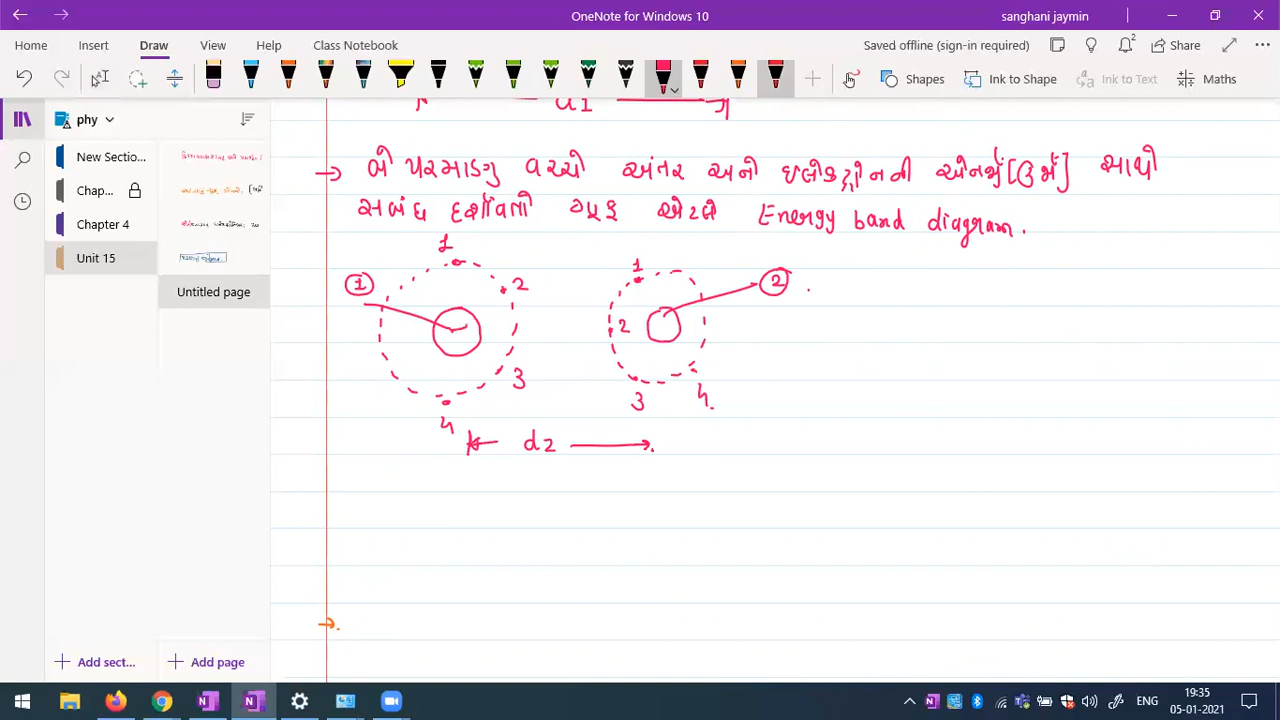 OneNote for Windows 10
sanghani jaymin
Home Insert Draw View Help Class Notebook
Saved offline (sign-in required) Share
Shapes Ink to Shape Ink to Text Maths
phy
New Sectio...
Chap...
Chapter 4
Unit 15
Untitled page
d1
→ બે પરમાણુ વચ્ચે અંતર અને ઇલેક્ટ્રોનની એનર્જી [ઊર્જા] સાથે
સબંધ દર્શાવતો ગ્રાફ એટલે Energy band diagram.
1 1
1 2 2
2
3
3 4.
4
d2
→.
Add sect... Add page
ENG 19:35
05-01-2021